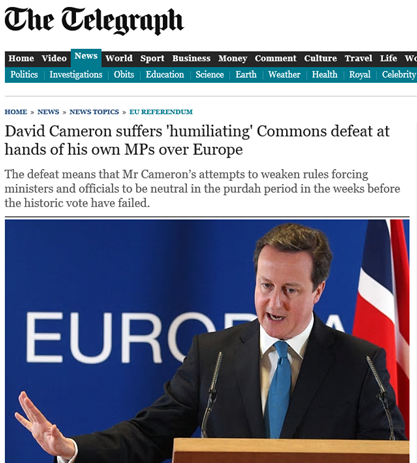 The Telegraph
Home Video News World Sport Business Money Comment Culture Travel Life Wo
Politics Investigations Obits Education Science Earth Weather Health Royal Celebrity
HOME » NEWS » NEWS TOPICS » EU REFERENDUM
David Cameron suffers 'humiliating' Commons defeat at
hands of his own MPs over Europe
The defeat means that Mr Cameron's attempts to weaken rules forcing
ministers and officials to be neutral in the purdah period in the weeks before
the historic vote have failed.
EUROP